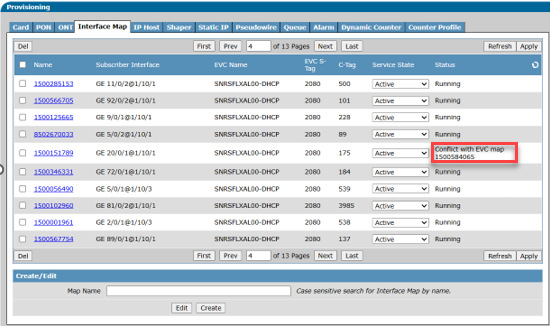 Provisioning
Card PON ONT Interface Map IP Host Shaper Static IP Pseudowire Queue Alarm Dynamic Counter Counter Profile
Del First Prev 4 of 13 Pages Next Last Refresh Apply
Name Subscriber Interface EVC Name EVC S-Tag C-Tag Service State Status
1500285153 GE 11/0/2@1/10/1 SNRSFLXAL00-DHCP 2080 500 Active Running
1500566705 GE 92/0/2@1/10/1 SNRSFLXAL00-DHCP 2080 101 Active Running
1500125665 GE 9/0/1@1/10/1 SNRSFLXAL00-DHCP 2080 228 Active Running
8502670033 GE 5/0/2@1/10/1 SNRSFLXAL00-DHCP 2080 89 Active Running
1500151789 GE 20/0/1@1/10/1 SNRSFLXAL00-DHCP 2080 175 Active Conflict with EVC map 1500584065
1500346331 GE 72/0/1@1/10/1 SNRSFLXAL00-DHCP 2080 184 Active Running
1500056490 GE 5/0/1@1/10/3 SNRSFLXAL00-DHCP 2080 539 Active Running
1500102960 GE 81/0/2@1/10/1 SNRSFLXAL00-DHCP 2080 3985 Active Running
1500001961 GE 2/0/1@1/10/3 SNRSFLXAL00-DHCP 2080 538 Active Running
1500567754 GE 89/0/1@1/10/1 SNRSFLXAL00-DHCP 2080 137 Active Running
Del First Prev 4 of 13 Pages Next Last Refresh Apply
Create/Edit
Map Name Case sensitive search for Interface Map by name.
Edit Create